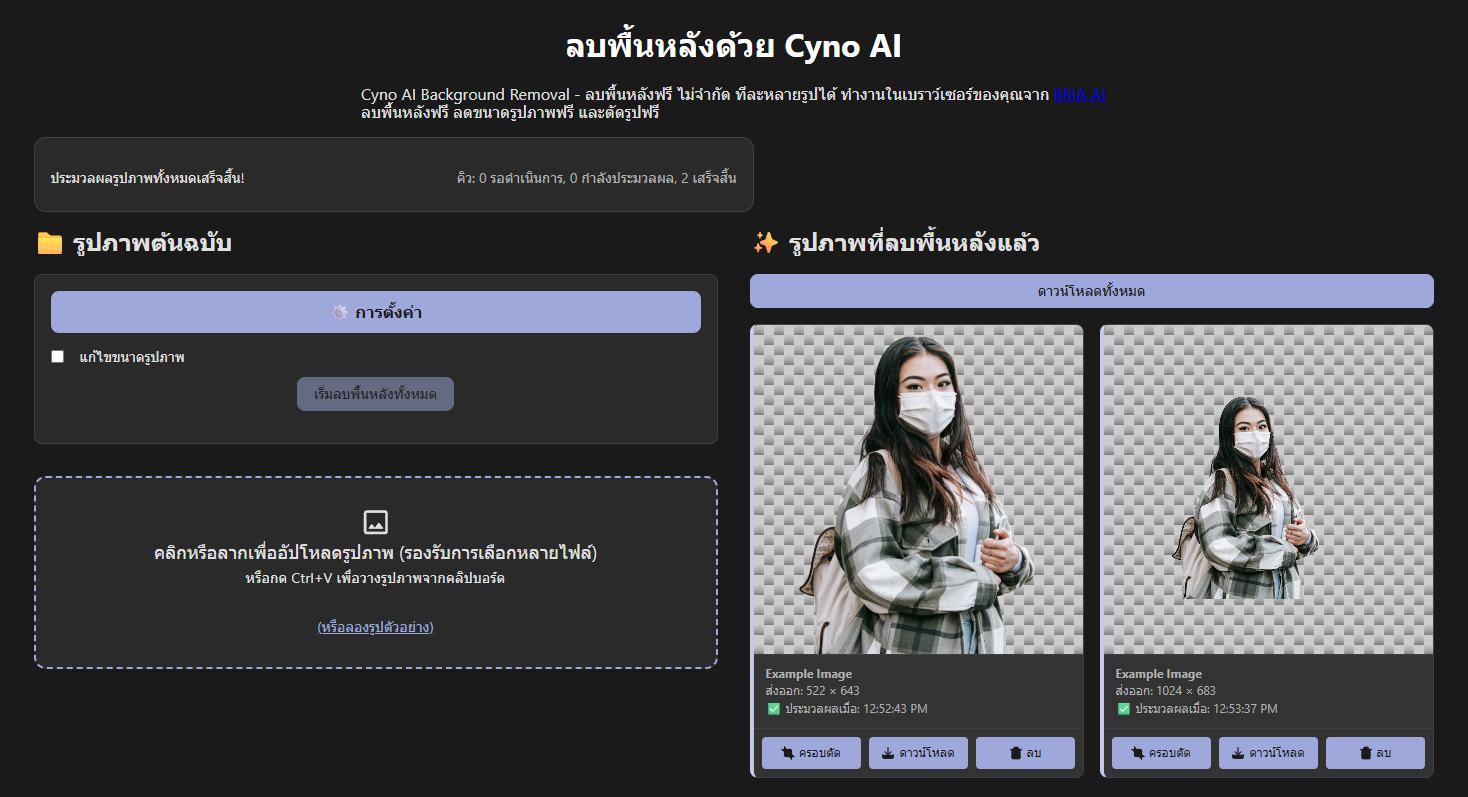 ลบพื้นหลังด้วย Cyno AI
Cyno AI Background Removal - ลบพื้นหลังฟรี ไม่จำกัด ทีละหลายรูปได้ ทำงานในเบราว์เซอร์ของคุณจาก RRIA AI
ลบพื้นหลังฟรี ลดขนาดรูปภาพฟรี และตัดรูปฟรี
ประมวลผลรูปภาพทั้งหมดเสร็จสิ้น!
คิว: 0 รอดำเนินการ, 0 กำลังประมวลผล, 2 เสร็จสิ้น
รูปภาพต้นฉบับ
การตั้งค่า
แก้ไขขนาดรูปภาพ
เริ่มลบพื้นหลังทั้งหมด
คลิกหรือลากเพื่ออัปโหลดรูปภาพ (รองรับการเลือกหลายไฟล์)
หรือกด Ctrl+V เพื่อวางรูปภาพจากคลิปบอร์ด
(หรือลองรูปตัวอย่าง)
รูปภาพที่ลบพื้นหลังแล้ว
ดาวน์โหลดทั้งหมด
Example Image
ส่งออก: 522 × 643
ประมวลผลเมื่อ: 12:52:43 PM
ครอบตัด
ดาวน์โหลด
ลบ
Example Image
ส่งออก: 1024 × 683
ประมวลผลเมื่อ: 12:53:37 PM
ครอบตัด
ดาวน์โหลด
ลบ